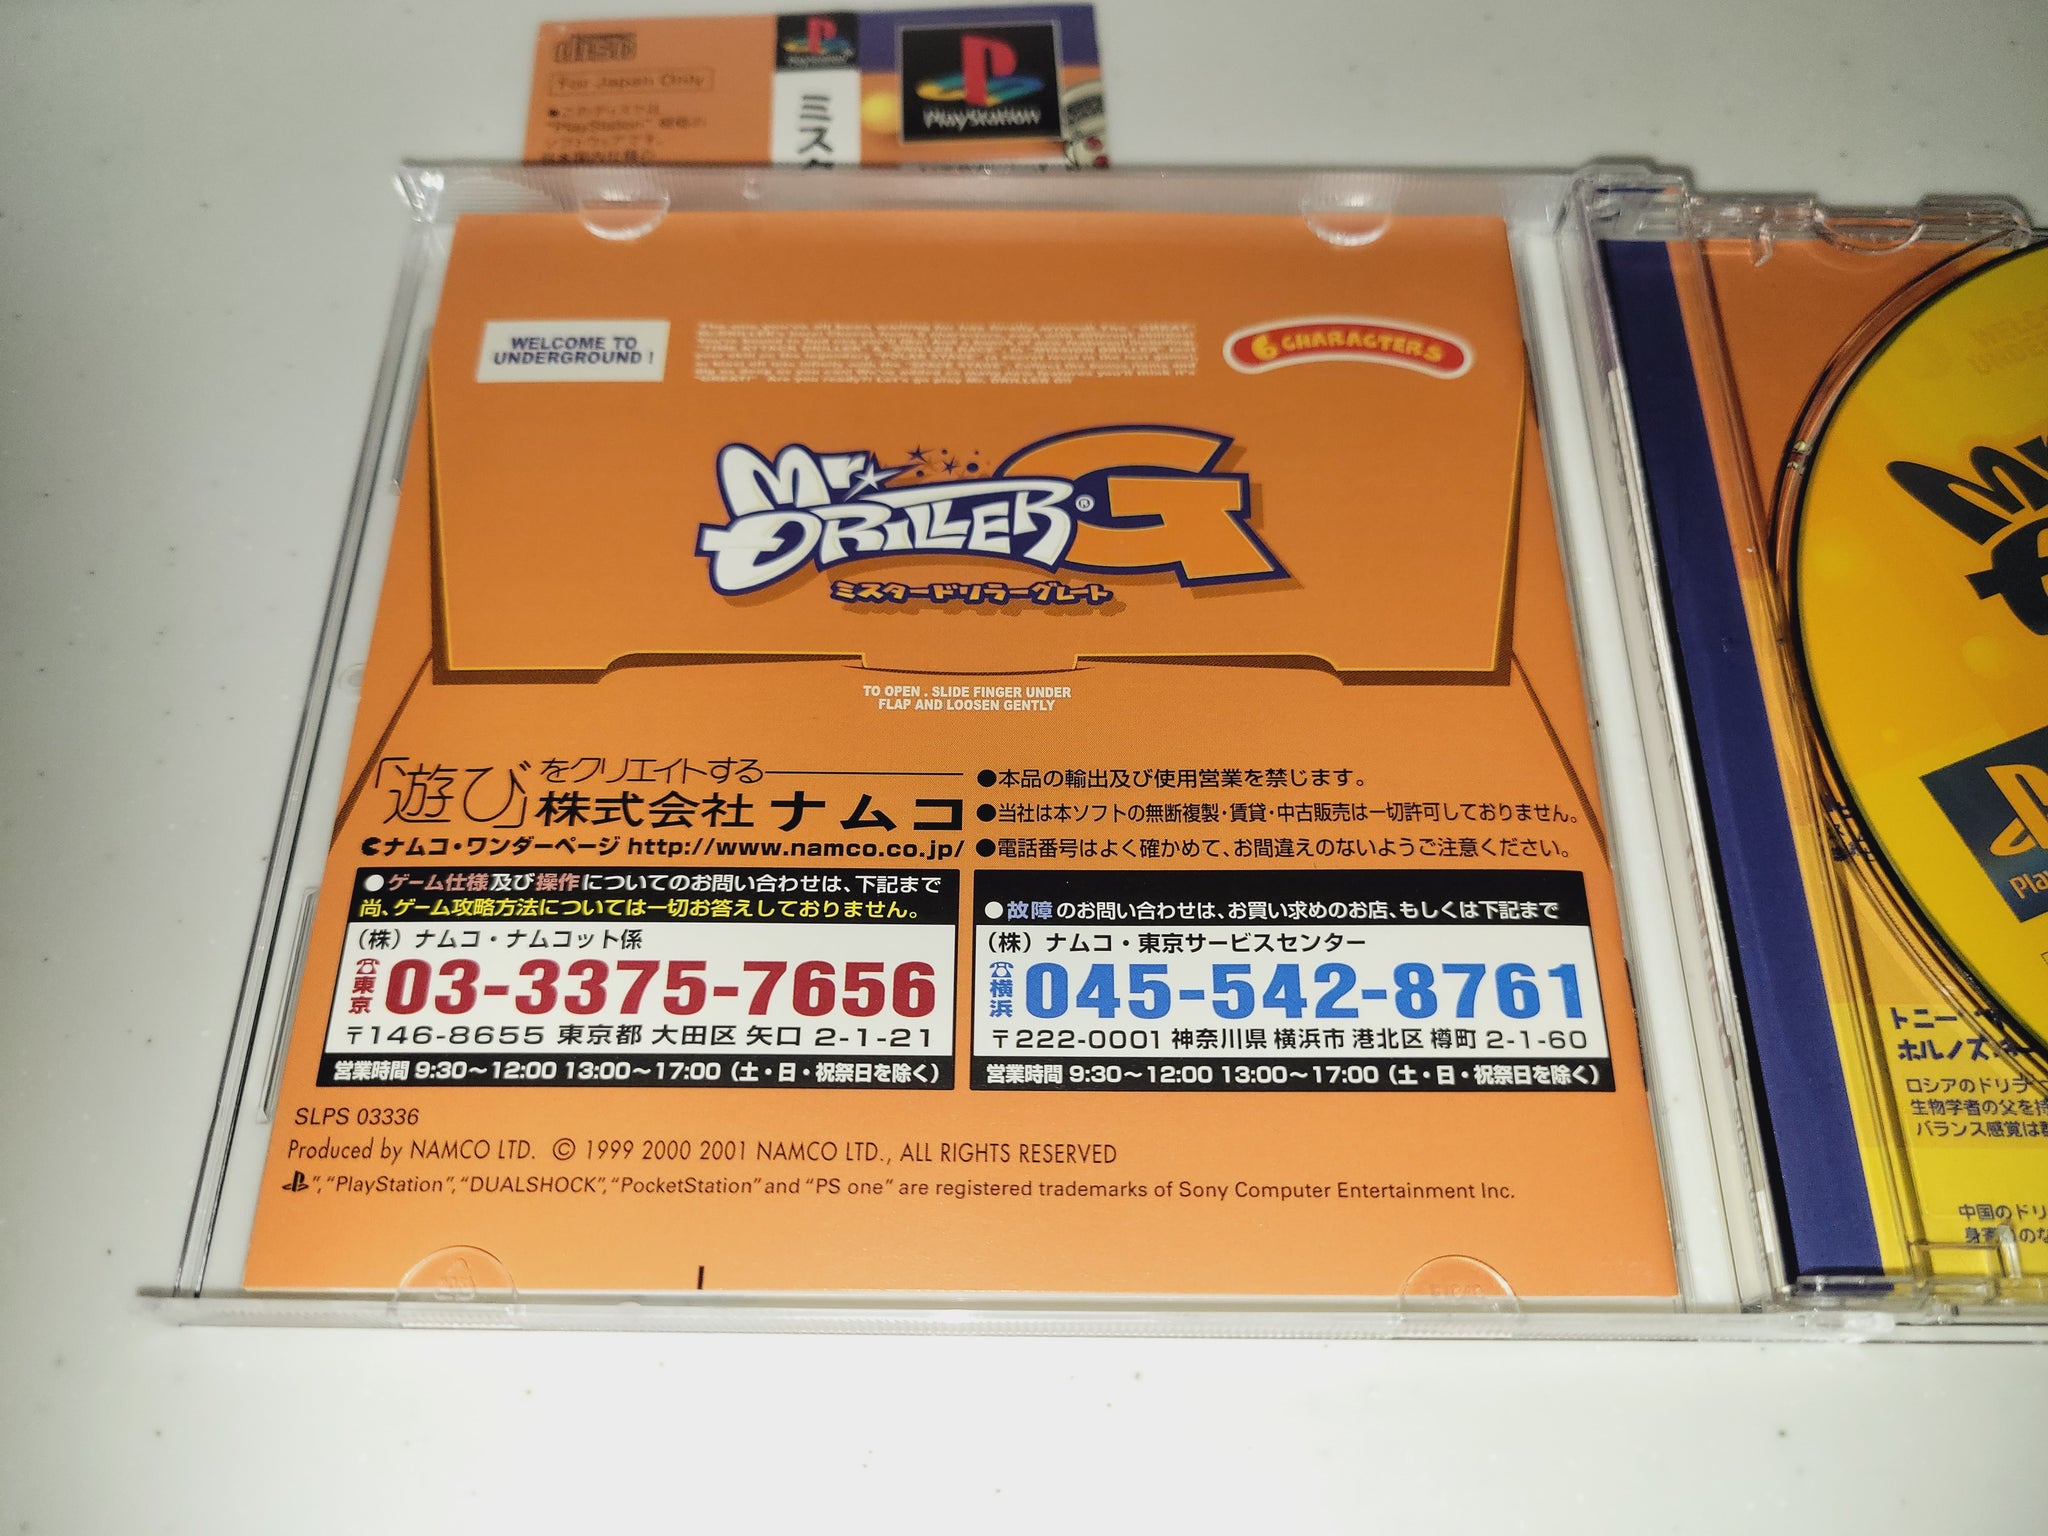 disc
For Japan Only
PlayStation
PlayStation
ミスタ
WELCOME TO
UNDERGROUND !
6 CHARACTERS
Mr. DRILLER® G
ミスタードリラーグレート
TO OPEN . SLIDE FINGER UNDER
FLAP AND LOOSEN GENTLY
「遊び」をクリエイトする
株式会社 ナムコ
ナムコ・ワンダーページ http://www.namco.co.jp/
●本品の輸出及び使用営業を禁じます。
●当社は本ソフトの無断複製・賃貸・中古販売は一切許可しておりません。
●電話番号はよく確かめて、お間違えのないようご注意ください。
●ゲーム仕様及び操作についてのお問い合わせは、下記まで
尚、ゲーム攻略方法については一切お答えしておりません。
（株）ナムコ・ナムコット係
☎東京 03-3375-7656
〒146-8655 東京都 大田区 矢口 2-1-21
営業時間 9:30～12:00 13:00～17:00（土・日・祝祭日を除く）
●故障のお問い合わせは、お買い求めのお店、もしくは下記まで
（株）ナムコ・東京サービスセンター
☎横浜 045-542-8761
〒222-0001 神奈川県 横浜市 港北区 樽町 2-1-60
営業時間 9:30～12:00 13:00～17:00（土・日・祝祭日を除く）
SLPS 03336
Produced by NAMCO LTD. © 1999 2000 2001 NAMCO LTD., ALL RIGHTS RESERVED
”, “PlayStation”, “DUALSHOCK”, “PocketStation” and “PS one” are registered trademarks of Sony Computer Entertainment Inc.
トニー
ホルノズ
ロシアのドリラ
生物学者の父を持
バランス感覚は
中国のドリ